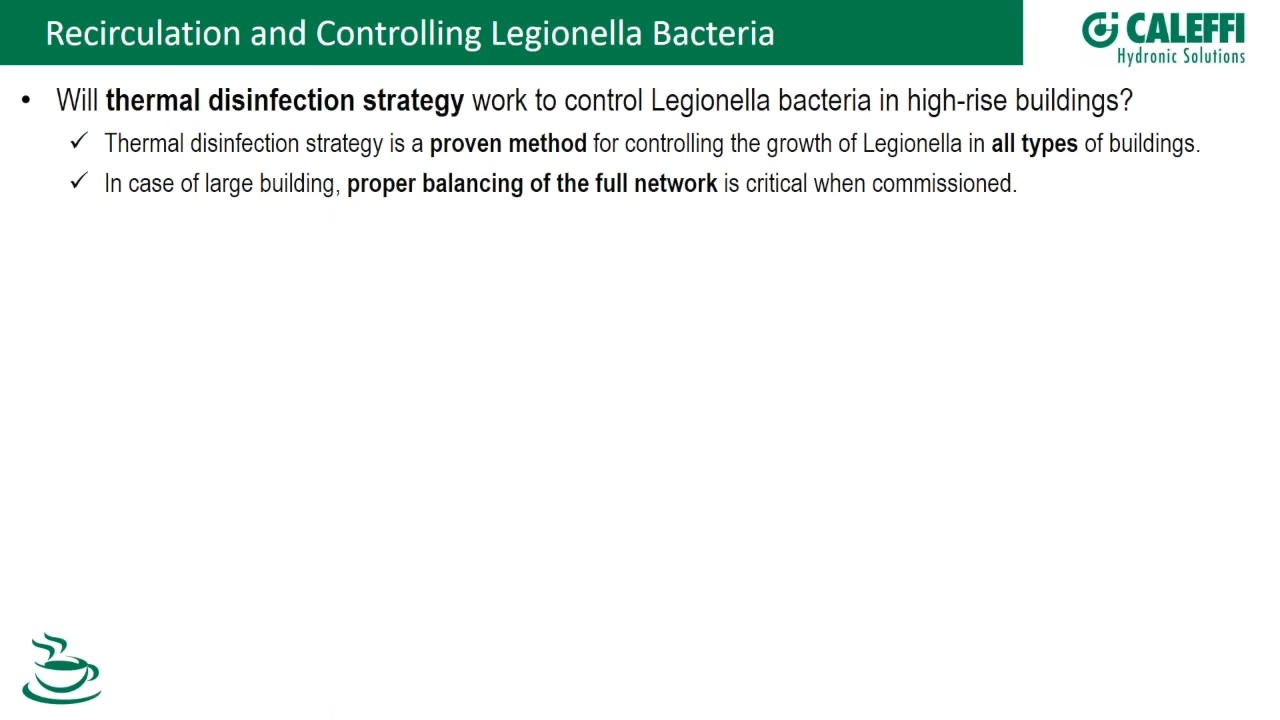 Recirculation and Controlling Legionella Bacteria
CALEFFI
Hydronic Solutions
• Will thermal disinfection strategy work to control Legionella bacteria in high-rise buildings?
✓ Thermal disinfection strategy is a proven method for controlling the growth of Legionella in all types of buildings.
✓ In case of large building, proper balancing of the full network is critical when commissioned.